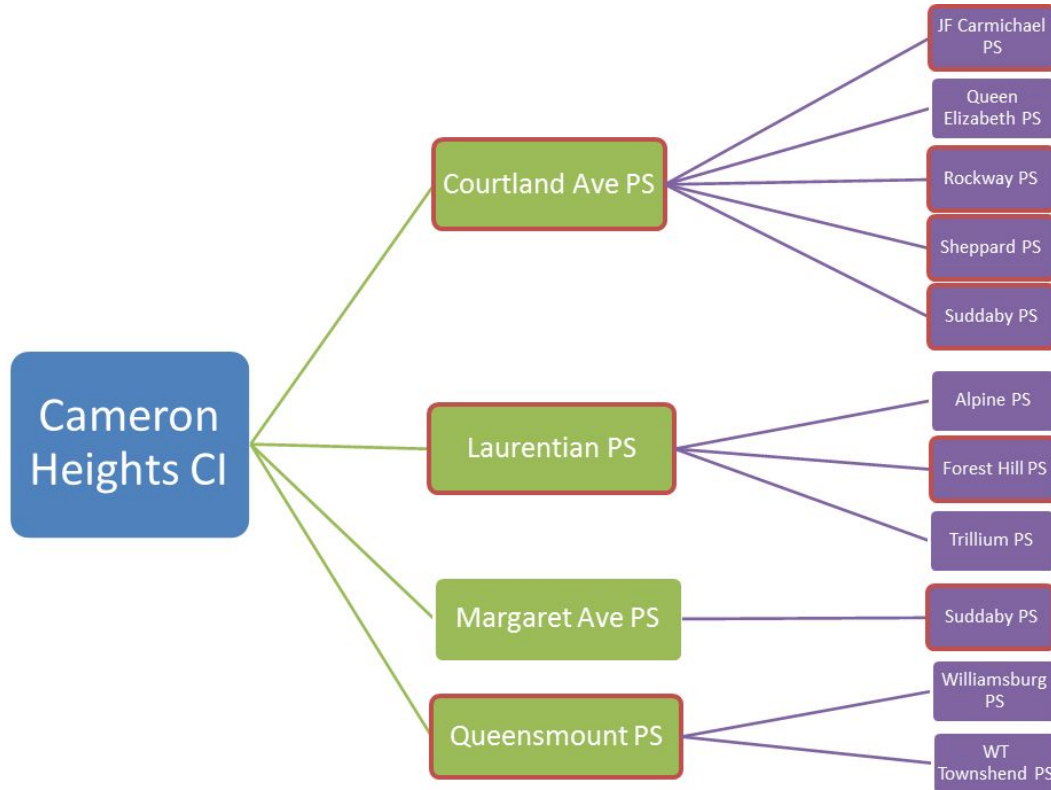 Cameron
Heights CI
Courtland Ave PS
JF Carmichael
PS
Queen
Elizabeth PS
Rockway PS
Sheppard PS
Suddaby PS
Laurentian PS
Alpine PS
Forest Hill PS
Trillium PS
Margaret Ave PS
Suddaby PS
Queensmount PS
Williamsburg
PS
WT
Townshend PS